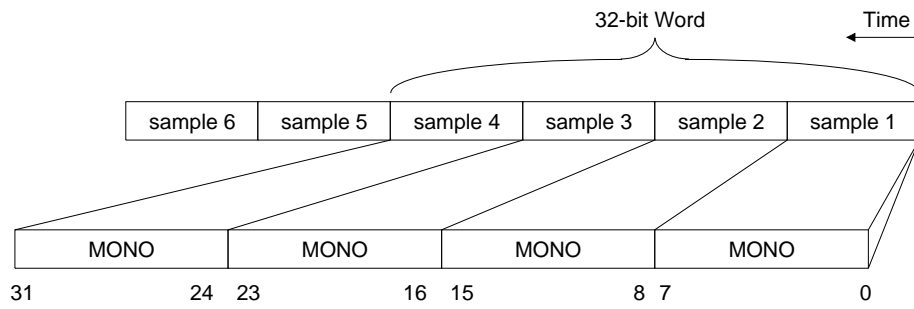 32-bit Word Time
sample 6 sample 5 sample 4 sample 3 sample 2 sample 1
MONO MONO MONO MONO
31 24 23 16 15 8 7 0